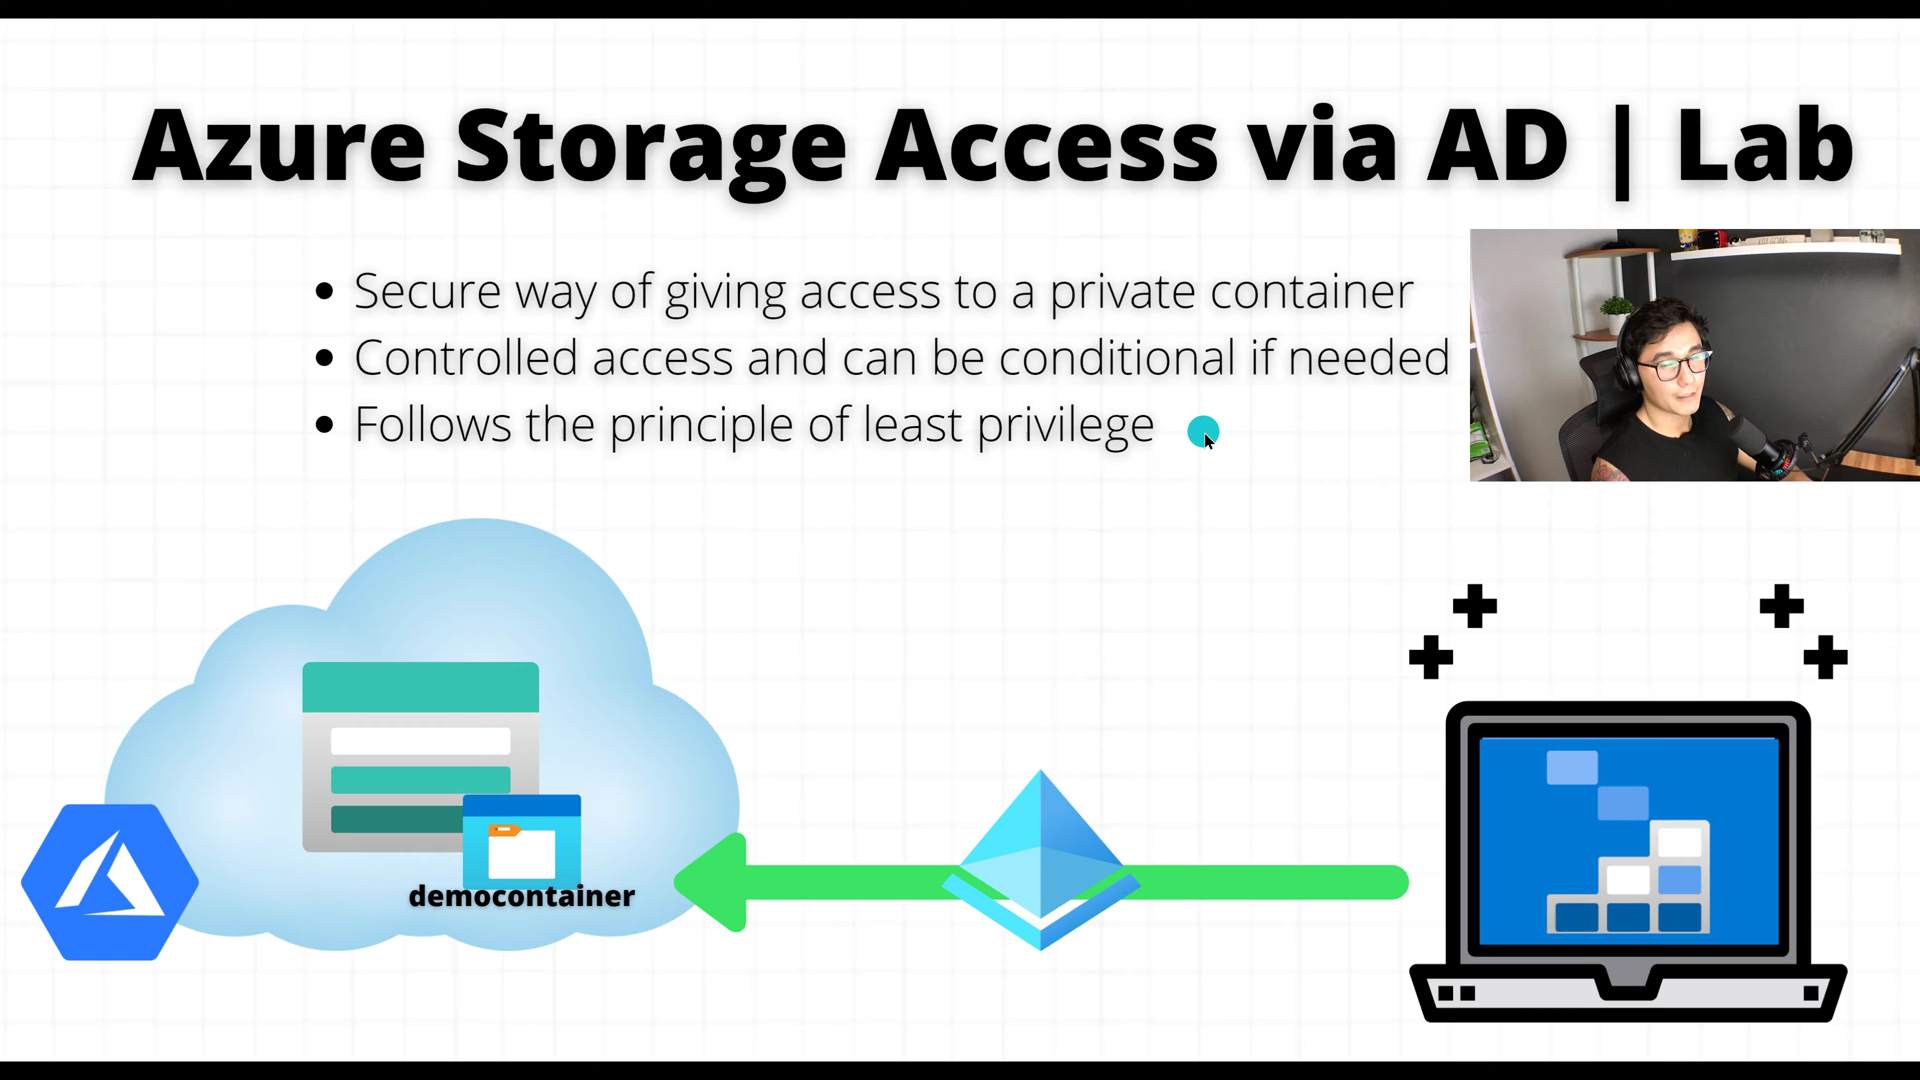 Azure Storage Access via AD | Lab
Secure way of giving access to a private container
Controlled access and can be conditional if needed
Follows the principle of least privilege
democontainer